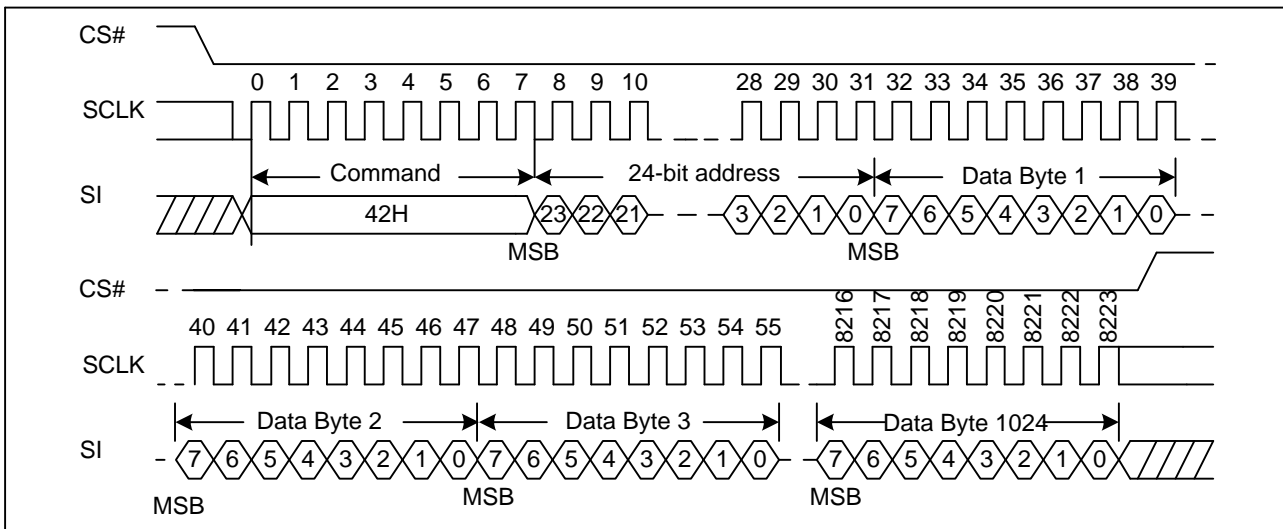 CS#
0 1 2 3 4 5 6 7 8 9 10 28 29 30 31 32 33 34 35 36 37 38 39
SCLK
Command 24-bit address Data Byte 1
SI
42H 23 22 21 3 2 1 0 7 6 5 4 3 2 1 0
MSB MSB
CS#
40 41 42 43 44 45 46 47 48 49 50 51 52 53 54 55 8216 8217 8218 8219 8220 8221 8222 8223
SCLK
Data Byte 2 Data Byte 3 Data Byte 1024
SI
7 6 5 4 3 2 1 0 7 6 5 4 3 2 1 0 7 6 5 4 3 2 1 0
MSB MSB MSB